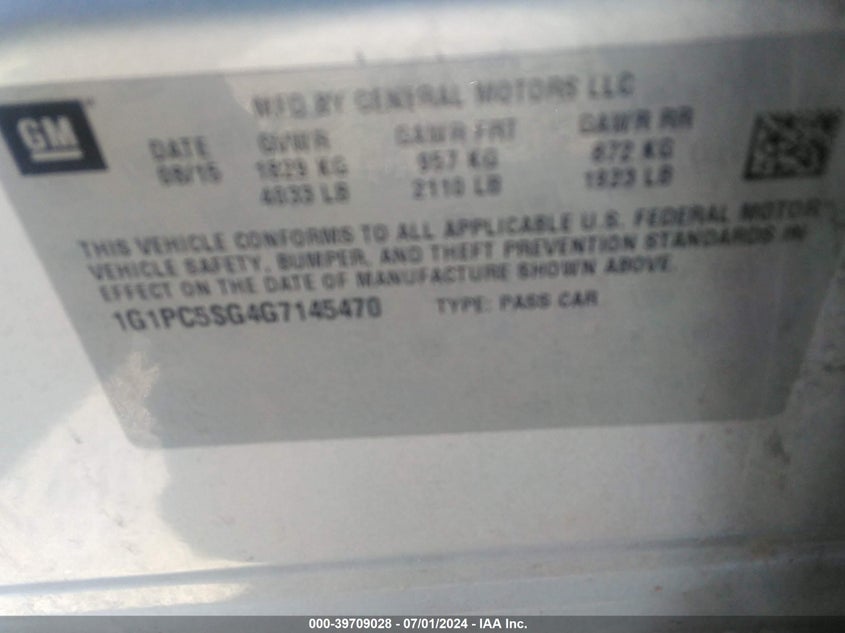 GM
MFD BY GENERAL MOTORS LLC
DATE GVWR GAWR FRT GAWR RR
08/15 1829 KG 957 KG 872 KG
4033 LB 2110 LB 1923 LB
THIS VEHICLE CONFORMS TO ALL APPLICABLE U.S. FEDERAL MOTOR
VEHICLE SAFETY, BUMPER, AND THEFT PREVENTION STANDARDS IN
EFFECT ON THE DATE OF MANUFACTURE SHOWN ABOVE.
1G1PC5SG4G7145470 TYPE: PASS CAR
000-39709028 - 07/01/2024 - IAA Inc.